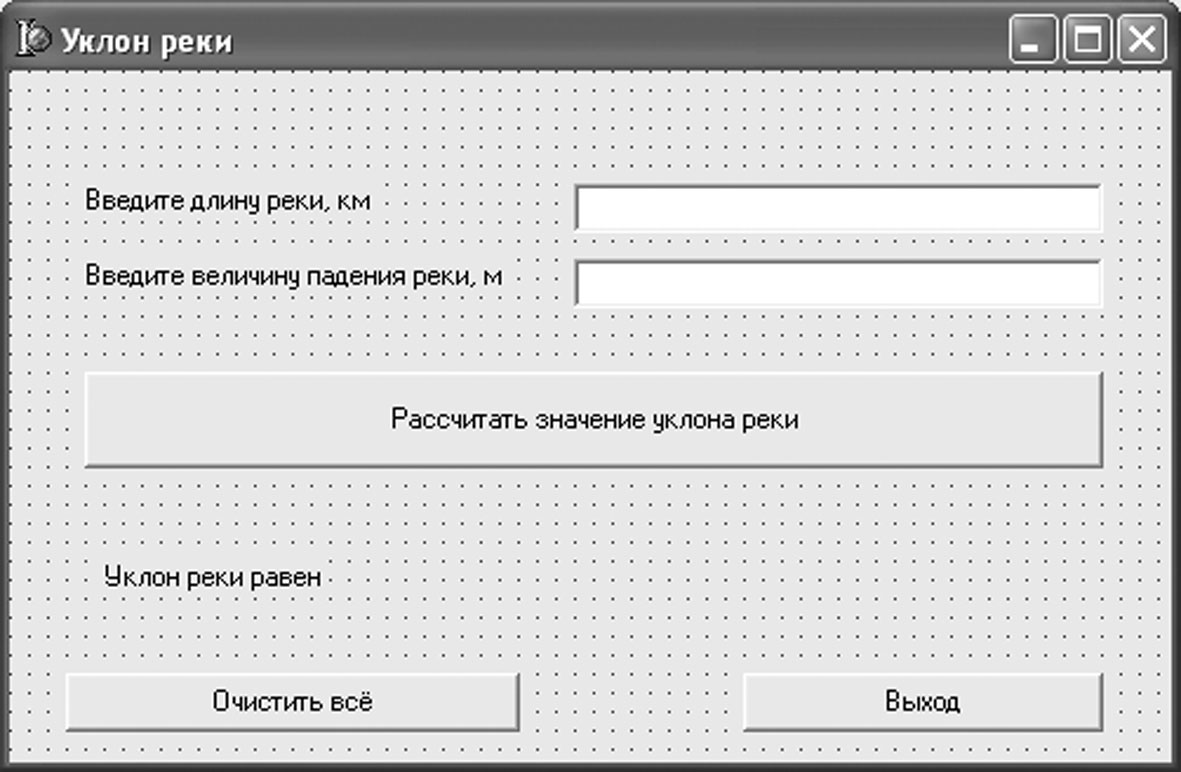 Уклон реки
Введите длину реки, км
Введите величину падения реки, м
Рассчитать значение уклона реки
Уклон реки равен
Очистить всё
Выход